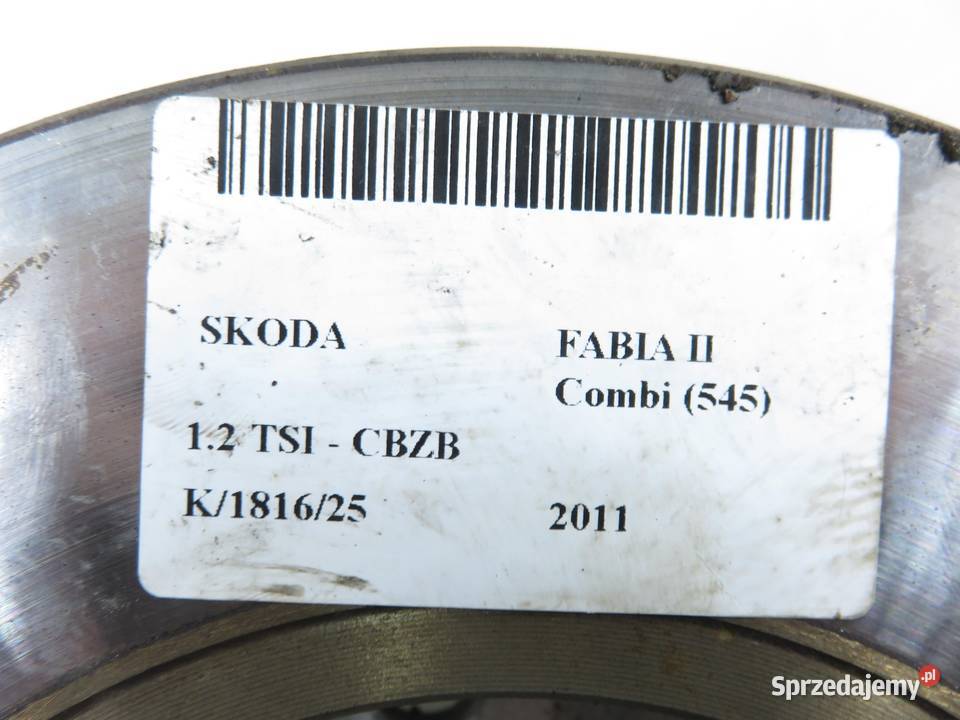 SKODA
FABIA II
Combi (545)
1.2 TSI - CBZB
K/1816/25
2011
Sprzedajemy.pl